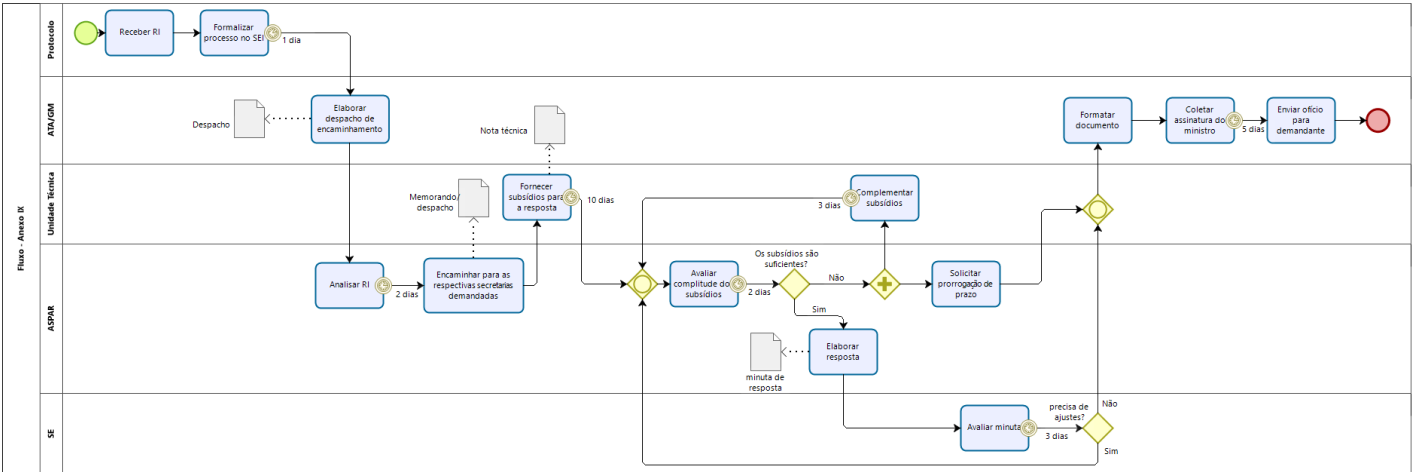 Fluxo - Anexo IX
Protocolo
Receber RI
Formalizar
processo no SEI
1 dia
ATA/GM
Despacho
Elaborar
despacho de
encaminhamento
Formatar
documento
Coletar
assinatura do
ministro
5 dias
Enviar ofício
para
demandante
Unidade Técnica
Nota técnica
Memorando/
despacho
Fornecer
subsídios para
a resposta
10 dias
Complementar
subsídios
3 dias
ASPAR
Analisar RI
2 dias
Encaminhar para as
respectivas secretarias
demandadas
Avaliar
complitude do
subsídios
2 dias
Os subsídios são
suficientes?
Não
Sim
Solicitar
prorrogação de
prazo
Elaborar
resposta
minuta de
resposta
SE
Avaliar minuta
3 dias
precisa de
ajustes?
Não
Sim